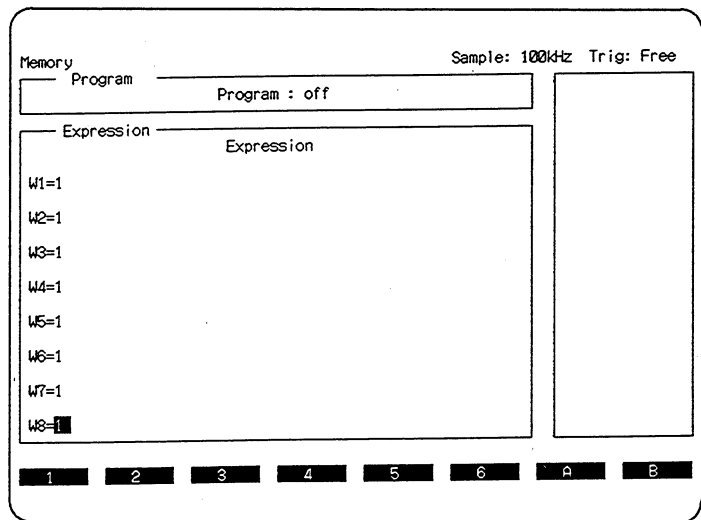 Memory Sample: 100kHz Trig: Free
Program
Program : off
Expression
Expression
W1=1
W2=1
W3=1
W4=1
W5=1
W6=1
W7=1
W8=1
1 2 3 4 5 6 A B